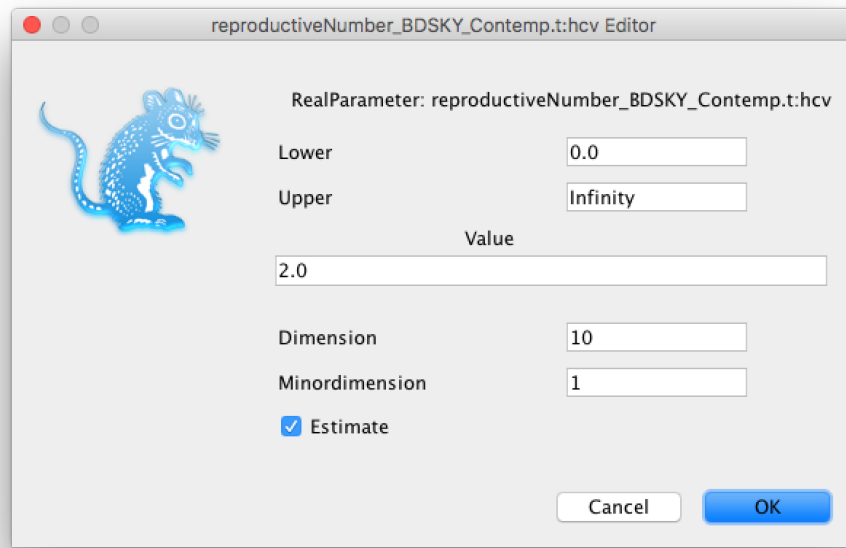 reproductiveNumber_BDSKY_Contemp.t:hcv Editor
RealParameter: reproductiveNumber_BDSKY_Contemp.t:hcv
Lower 0.0
Upper Infinity
Value
2.0
Dimension 10
Minordimension 1
Estimate
Cancel OK